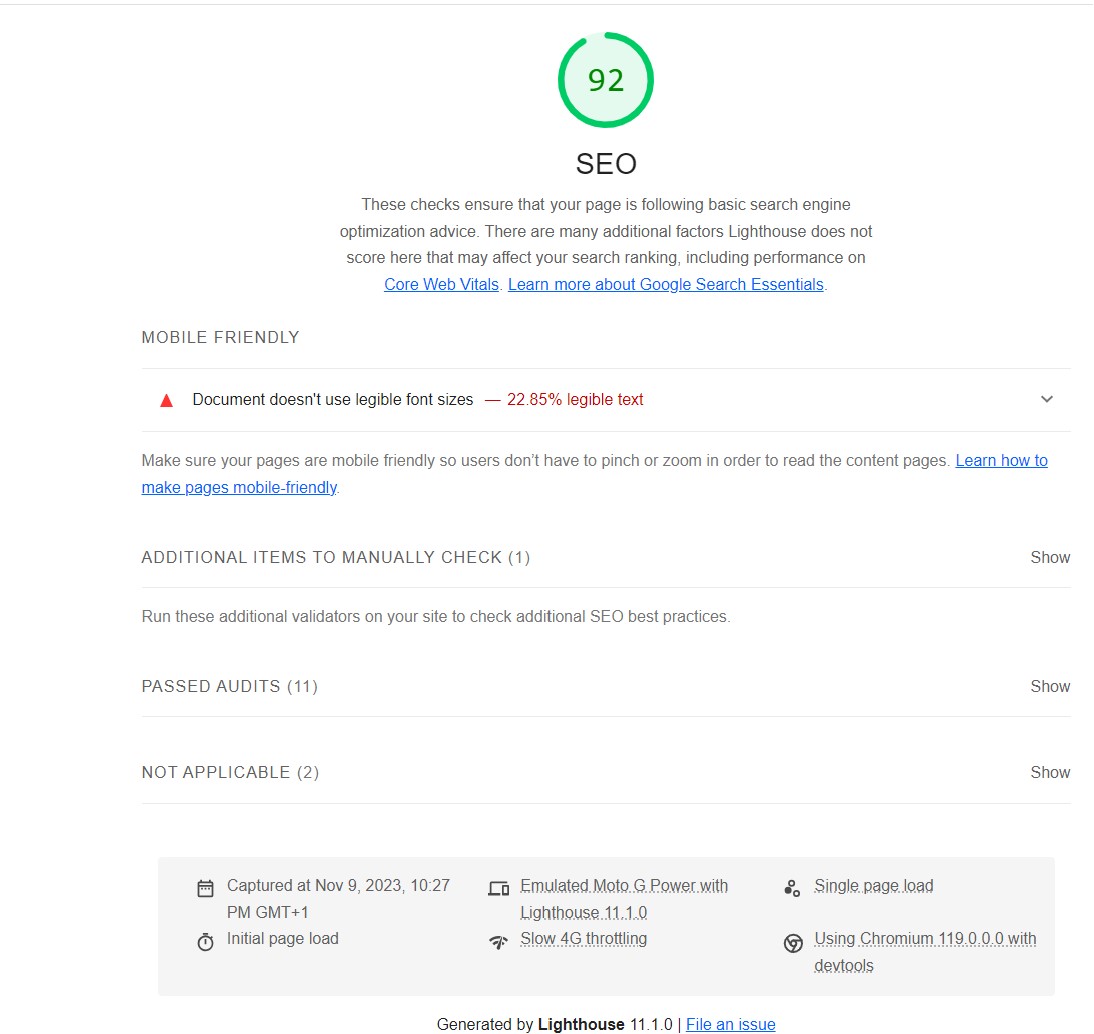 92
SEO
These checks ensure that your page is following basic search engine
optimization advice. There are many additional factors Lighthouse does not
score here that may affect your search ranking, including performance on
Core Web Vitals. Learn more about Google Search Essentials.
MOBILE FRIENDLY
Document doesn't use legible font sizes — 22.85% legible text
Make sure your pages are mobile friendly so users don’t have to pinch or zoom in order to read the content pages. Learn how to
make pages mobile-friendly.
ADDITIONAL ITEMS TO MANUALLY CHECK (1) Show
Run these additional validators on your site to check additional SEO best practices.
PASSED AUDITS (11) Show
NOT APPLICABLE (2) Show
Captured at Nov 9, 2023, 10:27
PM GMT+1
Emulated Moto G Power with
Lighthouse 11.1.0
Single page load
Initial page load
Slow 4G throttling
Using Chromium 119.0.0.0 with
devtools
Generated by Lighthouse 11.1.0 | File an issue